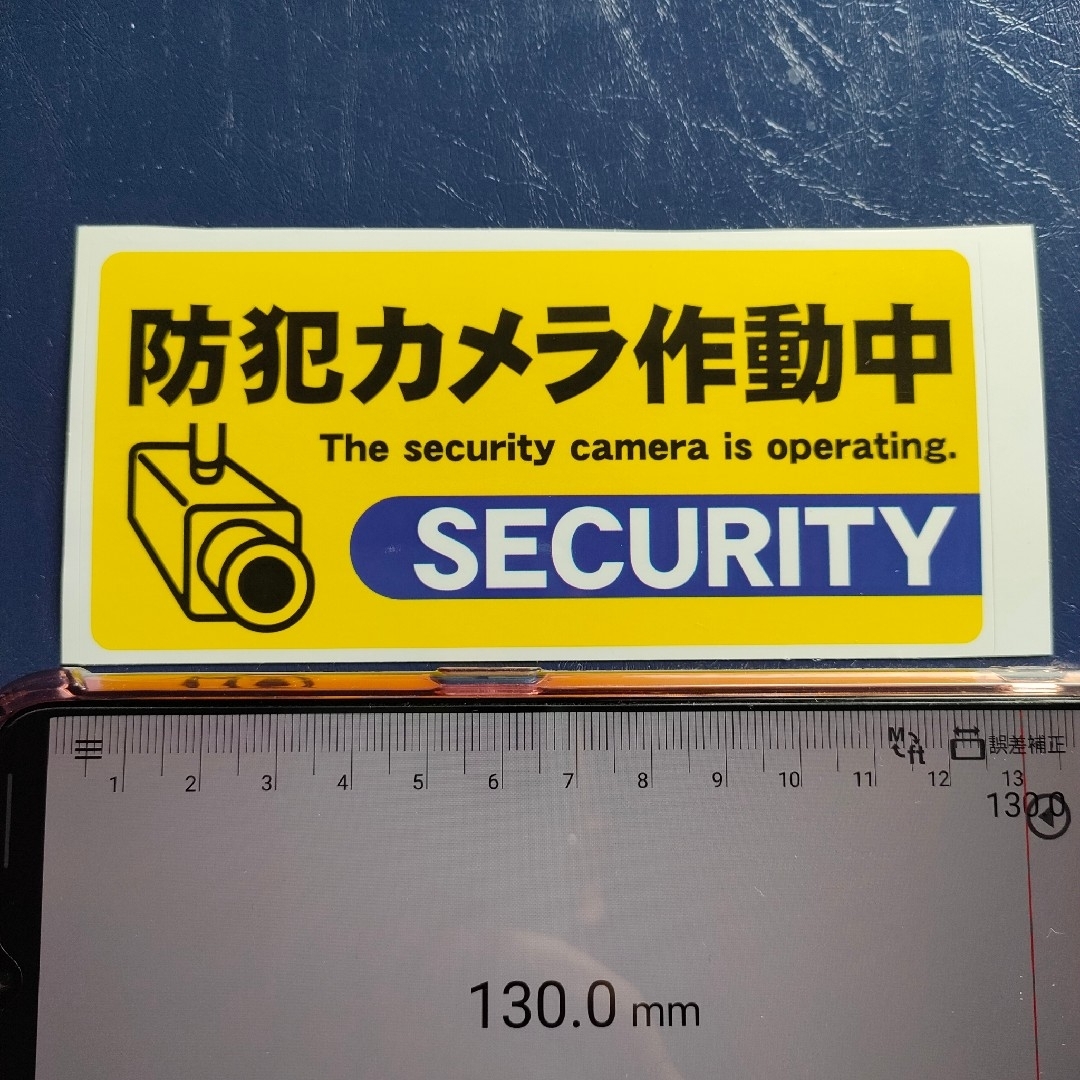 防犯カメラ作動中
The security camera is operating.
SECURITY
M ft 誤差補正
1 2 3 4 5 6 7 8 9 10 11 12 13
130.0
130.0 mm